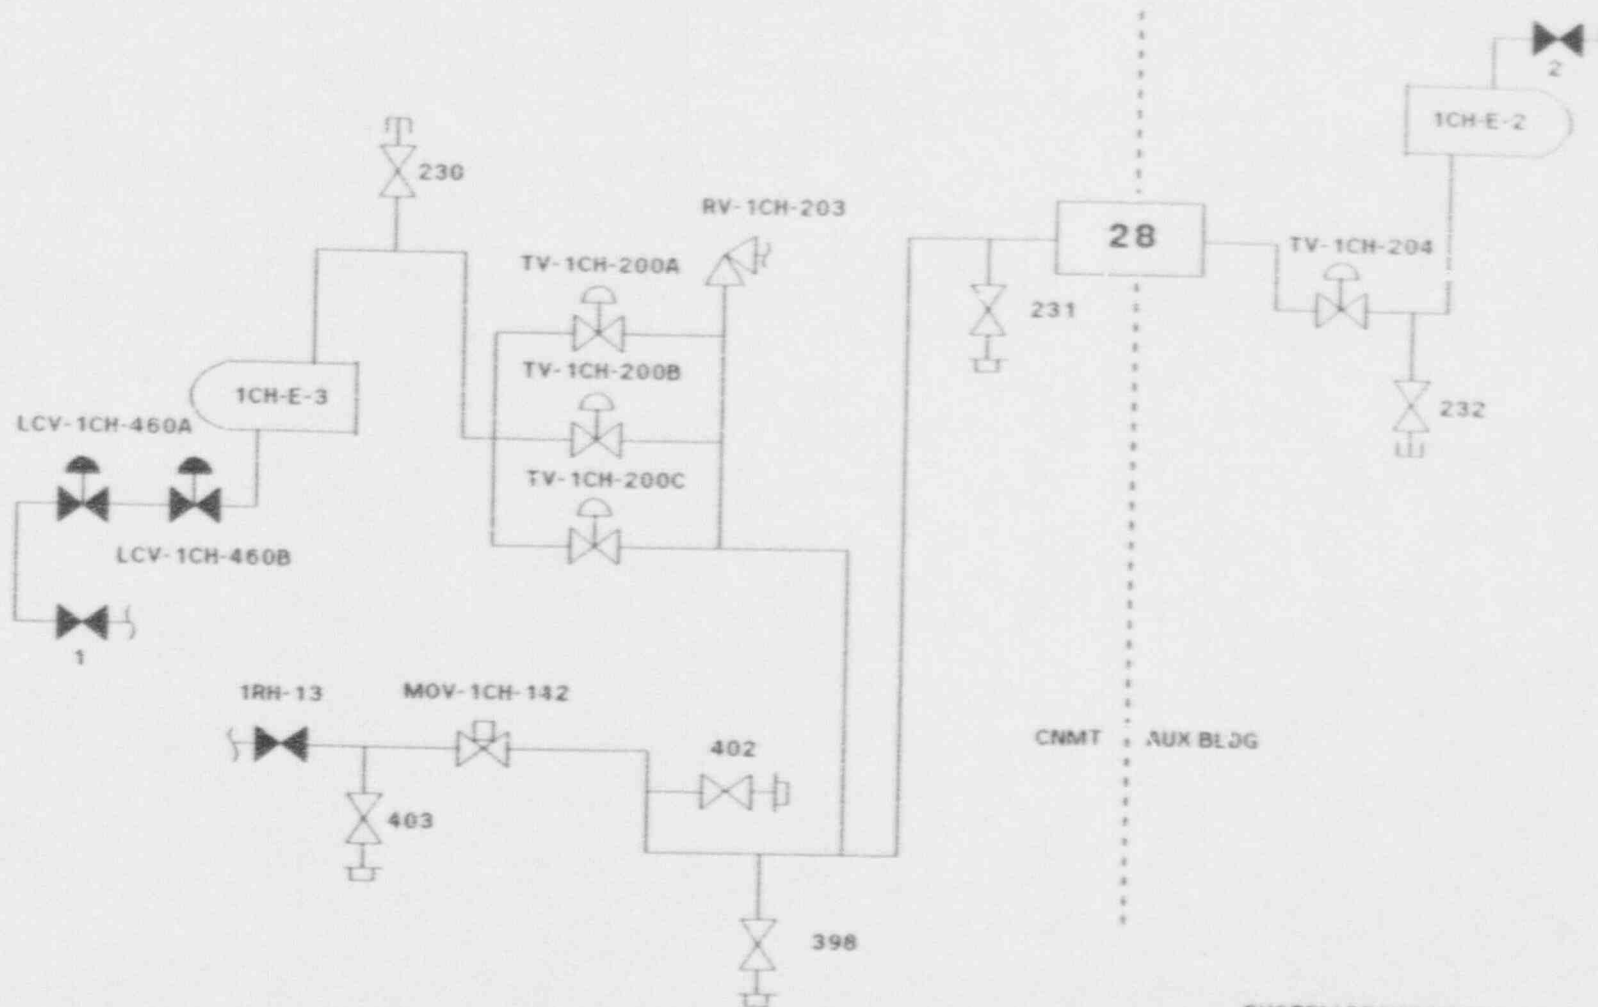 2
1CH-E-2
230
RV-1CH-203
28
TV-1CH-204
TV-1CH-200A
231
TV-1CH-200B
1CH-E-3
LCV-1CH-460A
232
TV-1CH-200C
LCV-1CH-460B
1
1RH-13
MOV-1CH-142
402
CNMT
AUX BLDG
403
398